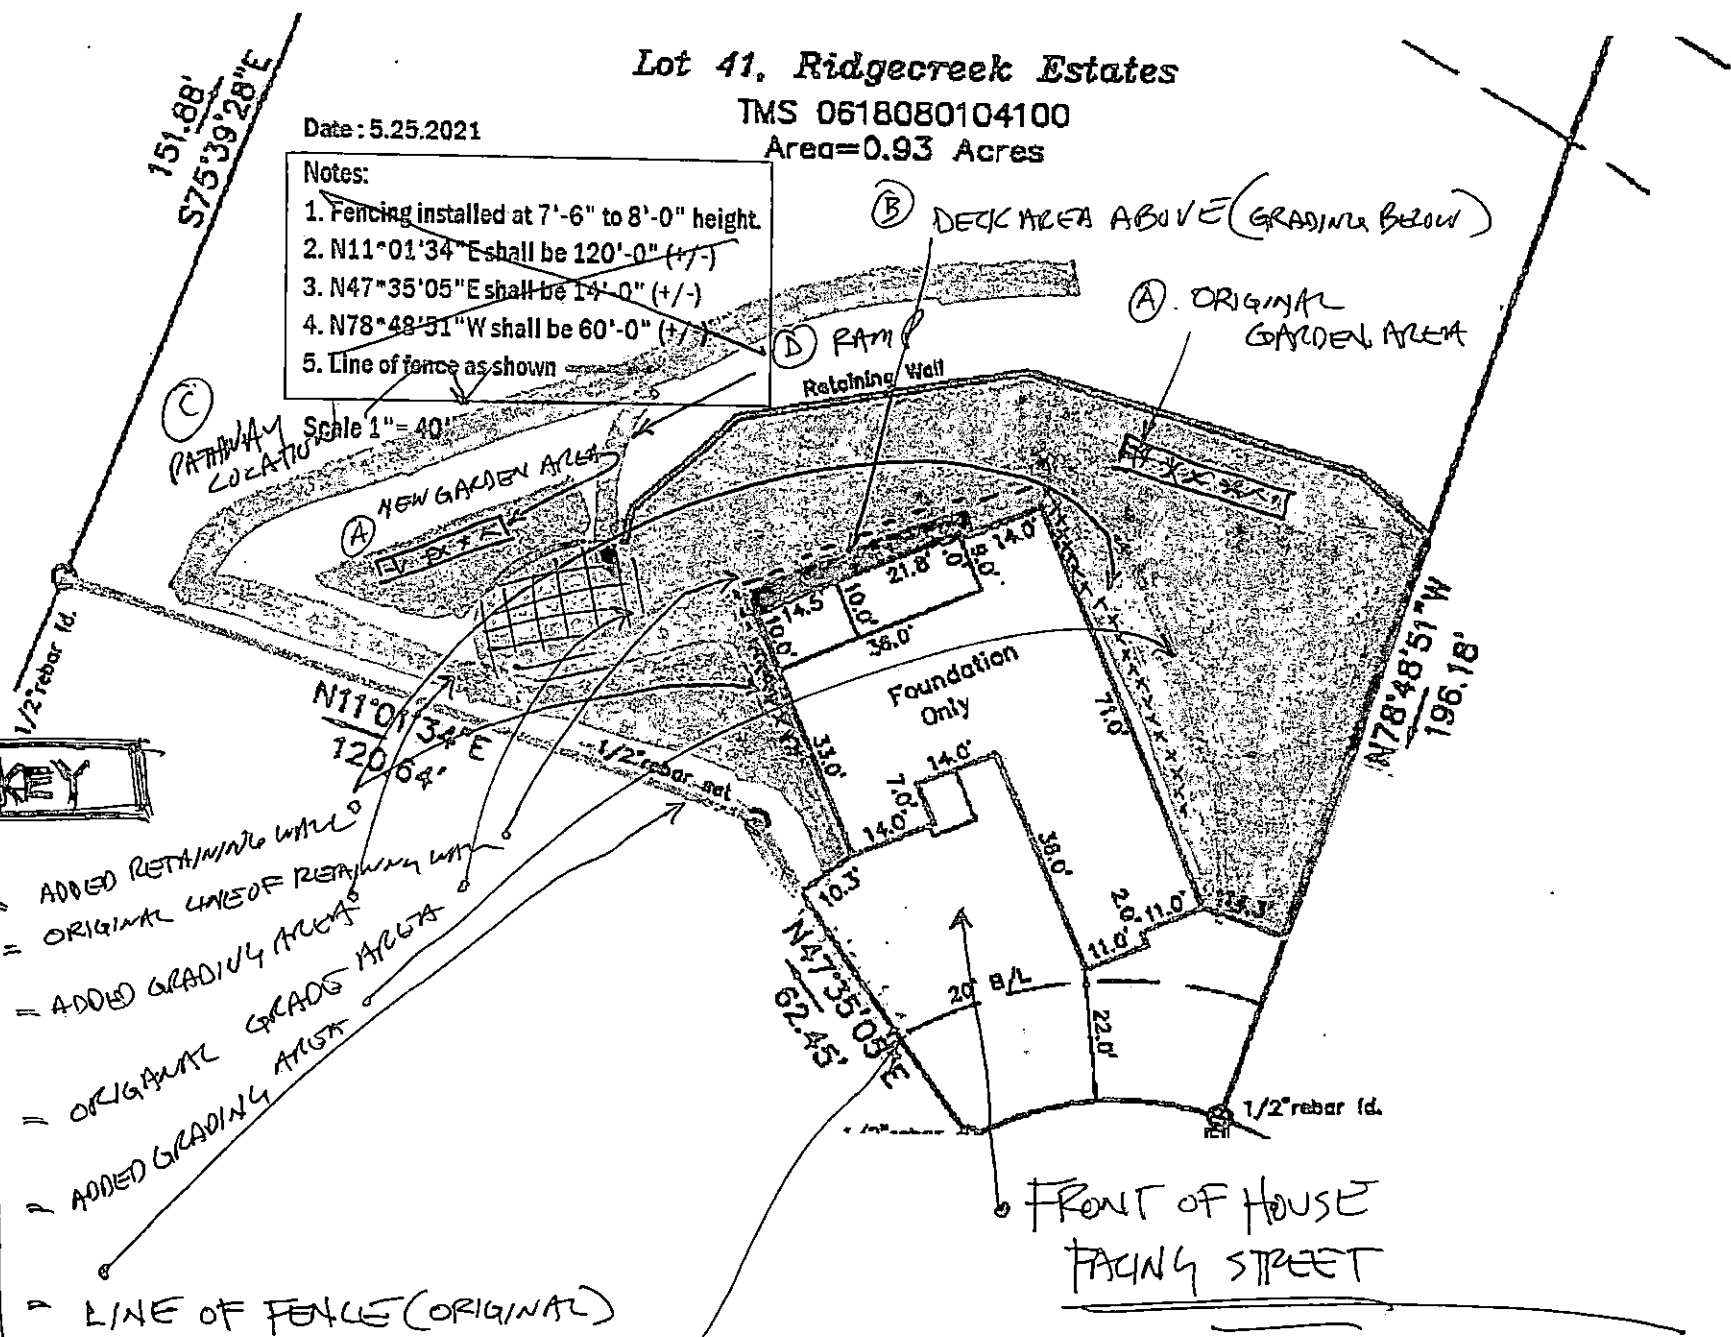 Lot 41, Ridgecreek Estates
TMS 0618080104100
Area=0.93 Acres
151.88'
S75°39'28"E
Date: 5.25.2021
Notes:
1. Fencing installed at 7'-6" to 8'-0" height.
2. N11°01'34"E shall be 120'-0" (+/-)
3. N47°35'05"E shall be 14'-0" (+/-)
4. N78°48'51"W shall be 60'-0" (+/-)
5. Line of fence as shown
Scale 1"= 40'
B DECK AREA ABOVE (GRADING BELOW)
A. ORIGINAL
GARDEN AREA
D RAMP
Retaining Wall
C
PATHWAY
LOCATION
A NEW GARDEN AREA
14.0'
21.8'
14.5'
10.0'
10.0'
36.0'
Foundation
Only
71.0'
33.0'
14.0'
7.0'
14.0'
38.0'
10.3'
2.0'
11.0'
11.0'
20' B/L
22.0'
N78°48'51"W
196.18'
1/2"rebar fd.
N11°01'34"E
120.64'
1/2"rebar set
N47°35'05"E
62.45'
1/2"rebar fd.
KEY
= ADDED RETAINING WALL
= ORIGINAL LINE OF RETAINING WALL
= ADDED GRADING AREA
= ORIGANAL GRADE AREA
= ADDED GRADING AREA
= LINE OF FENCE (ORIGINAL)
FRONT OF HOUSE
FACING STREET